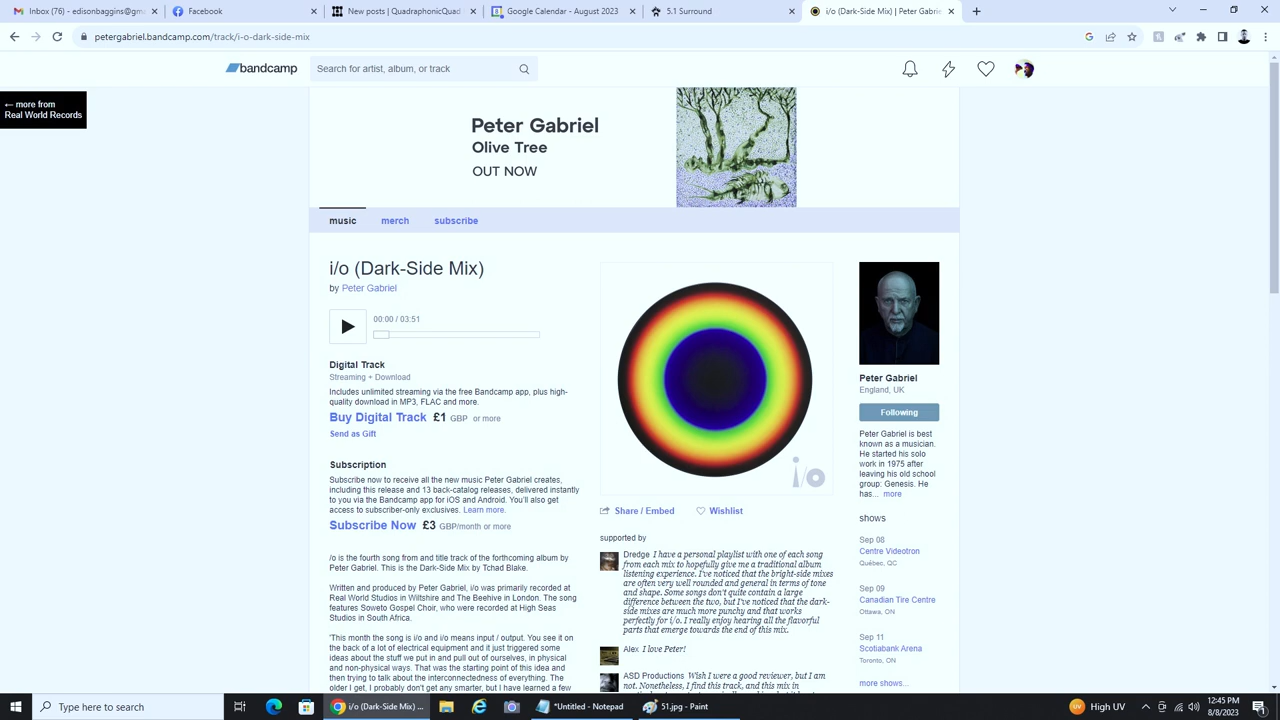 Inbox (76) - edisonbaggins@gma
Facebook
New posts | QuadraphonicQuad
Google Calendar - August 2023
5.1 Surround
i/o (Dark-Side Mix) | Peter Gabrie
petergabriel.bandcamp.com/track/i-o-dark-side-mix
bandcamp
Search for artist, album, or track
← more from
Real World Records
Peter Gabriel
Olive Tree
OUT NOW
music merch subscribe
i/o (Dark-Side Mix)
by Peter Gabriel
00:00 / 03:51
Digital Track
Streaming + Download
Includes unlimited streaming via the free Bandcamp app, plus high-
quality download in MP3, FLAC and more.
Buy Digital Track £1 GBP or more
Send as Gift
Subscription
Subscribe now to receive all the new music Peter Gabriel creates,
including this release and 13 back-catalog releases, delivered instantly
to you via the Bandcamp app for iOS and Android. You'll also get
access to subscriber-only exclusives. Learn more.
Subscribe Now £3 GBP/month or more
/o is the fourth song from and title track of the forthcoming album by
Peter Gabriel. This is the Dark-Side Mix by Tchad Blake.
Written and produced by Peter Gabriel, i/o was primarily recorded at
Real World Studios in Wiltshire and The Beehive in London. The song
features Soweto Gospel Choir, who were recorded at High Seas
Studios in South Africa.
'This month the song is i/o and i/o means input / output. You see it on
the back of a lot of electrical equipment and it just triggered some
ideas about the stuff we put in and pull out of ourselves, in physical
and non-physical ways. That was the starting point of this idea and
then trying to talk about the interconnectedness of everything. The
older I get, I probably don't get any smarter, but I have learned a few
i/o
Share / Embed Wishlist
supported by
Dredge I have a personal playlist with one of each song
from each mix to hopefully give me a traditional album
listening experience. I've noticed that the bright-side mixes
are often very well rounded and general in terms of tone
and shape. Some songs don't quite contain a large
difference between the two, but I've noticed that the dark-
side mixes are much more punchy and that works
perfectly for i/o. I really enjoy hearing all the flavorful
parts that emerge towards the end of this mix.
Alex I love Peter!
ASD Productions Wish I were a good reviewer, but I am
not. Nonetheless, I find this track, and this mix in
Peter Gabriel
England, UK
Following
Peter Gabriel is best
known as a musician.
He started his solo
work in 1975 after
leaving his old school
group: Genesis. He
has... more
shows
Sep 08
Centre Videotron
Québec, QC
Sep 09
Canadian Tire Centre
Ottawa, ON
Sep 11
Scotiabank Arena
Toronto, ON
more shows...
Type here to search
i/o (Dark-Side Mix) ...
*Untitled - Notepad
51.jpg - Paint
High UV
12:45 PM
8/8/2023